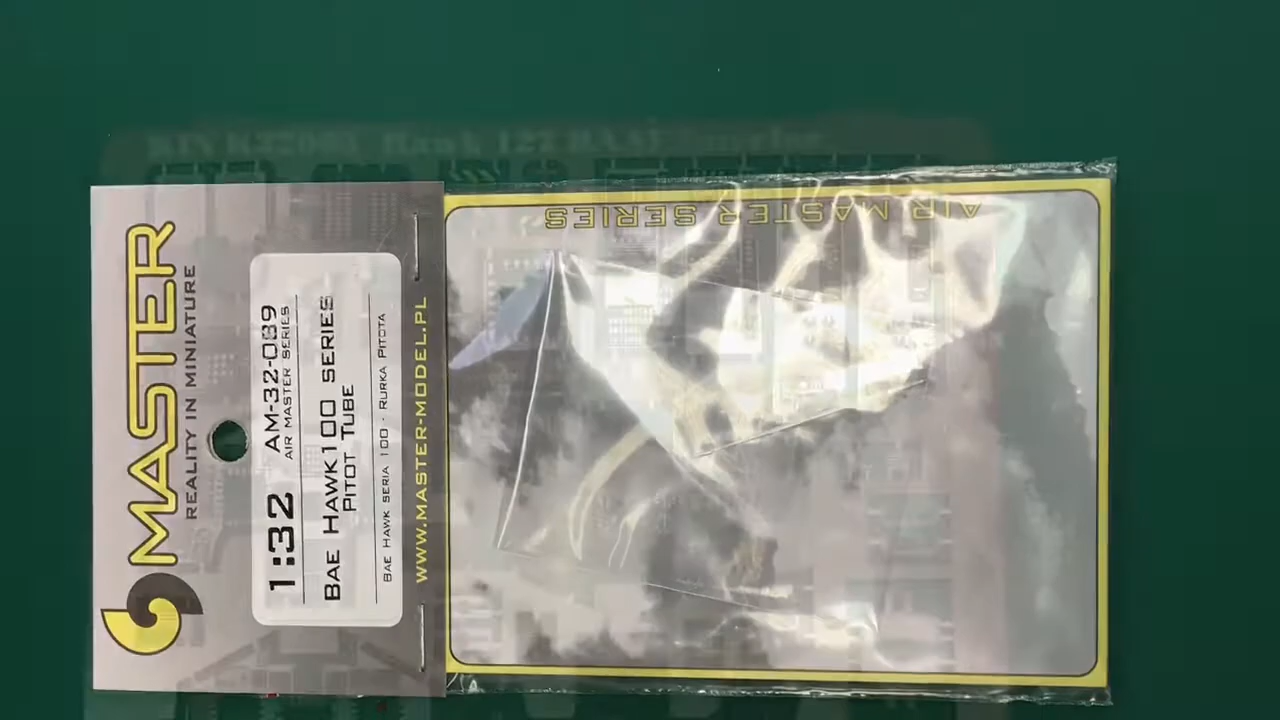 MASTER
REALITY IN MINIATURE
1:32 AM-32-089
AIR MASTER SERIES
BAE HAWK100 SERIES
PITOT TUBE
BAE HAWK SERIA 100 - RURKA PITOTA
WWW.MASTER-MODEL.PL
AIR MASTER SERIES